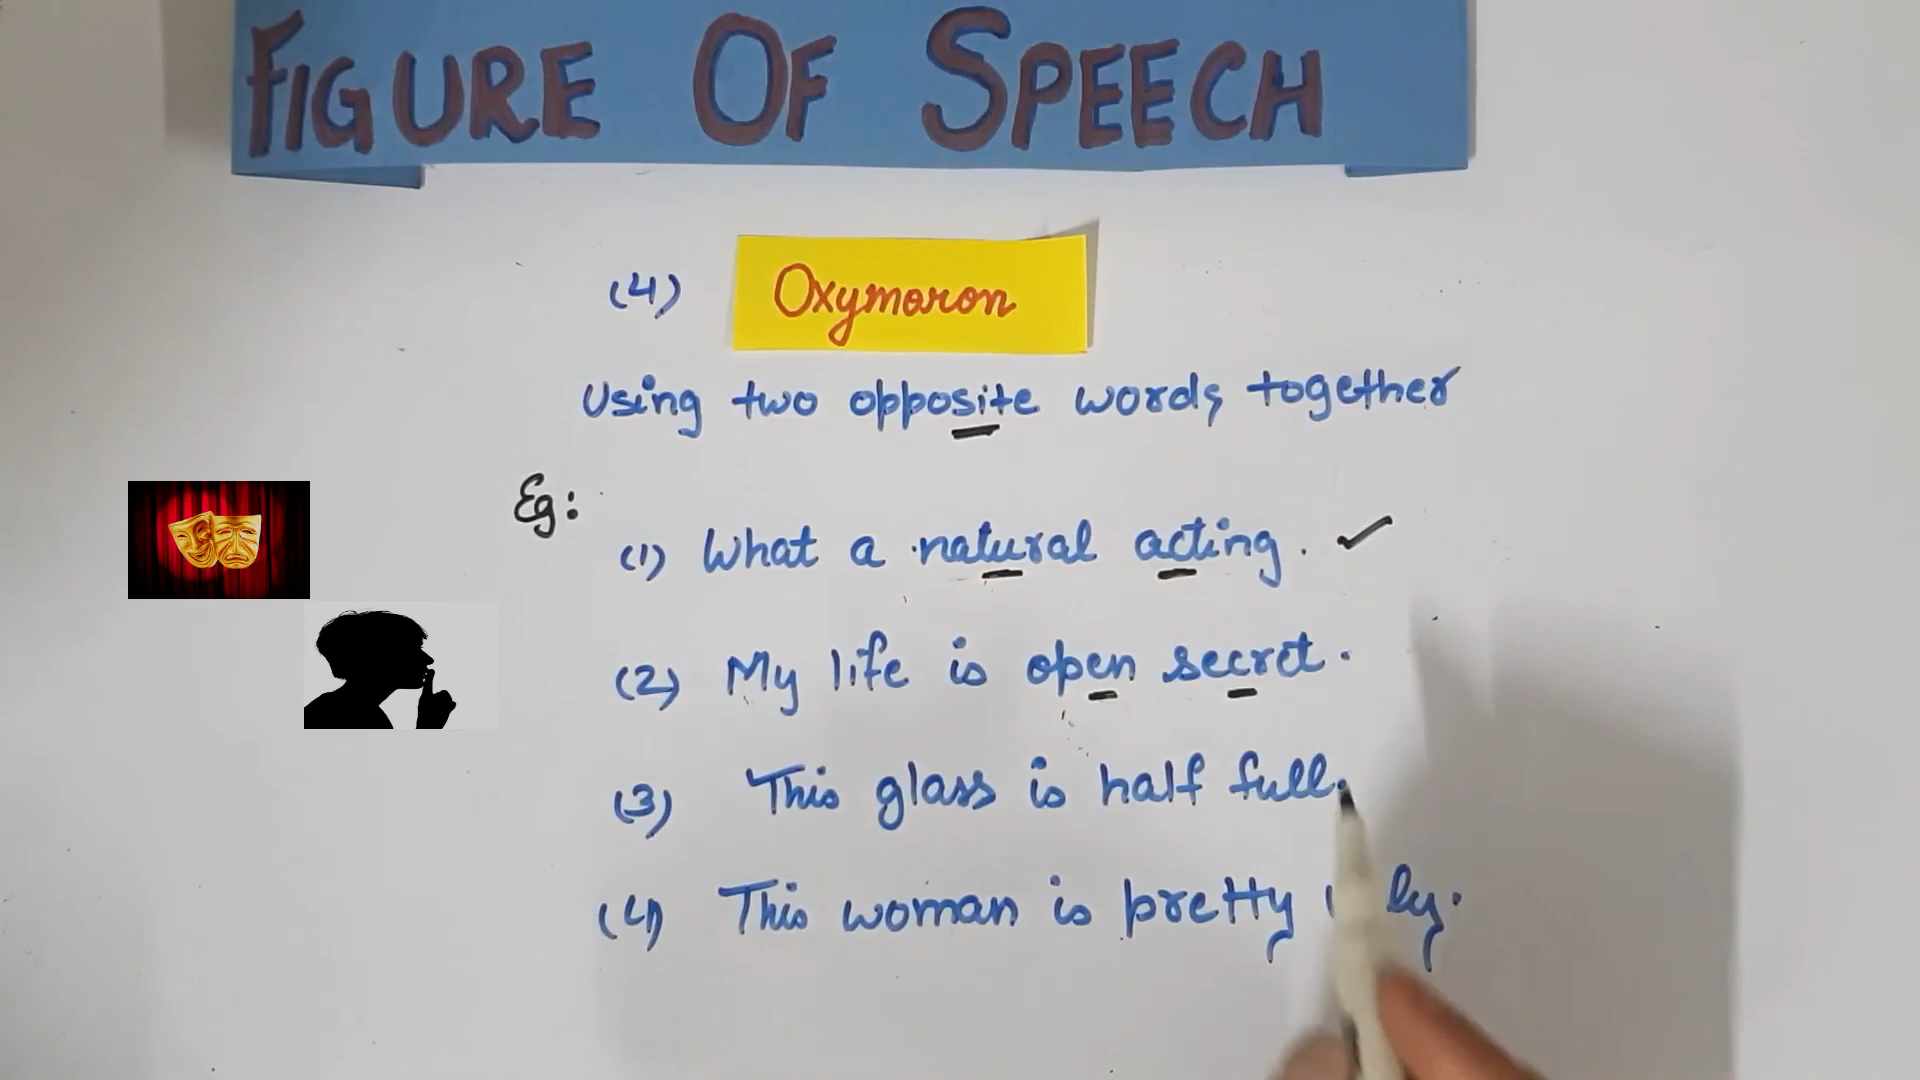 FIGURE OF SPEECH
(4) Oxymoron
Using two opposite words together
Eg:
(1) What a natural acting.
(2) My life is open secret.
(3) This glass is half full.
(4) This woman is pretty